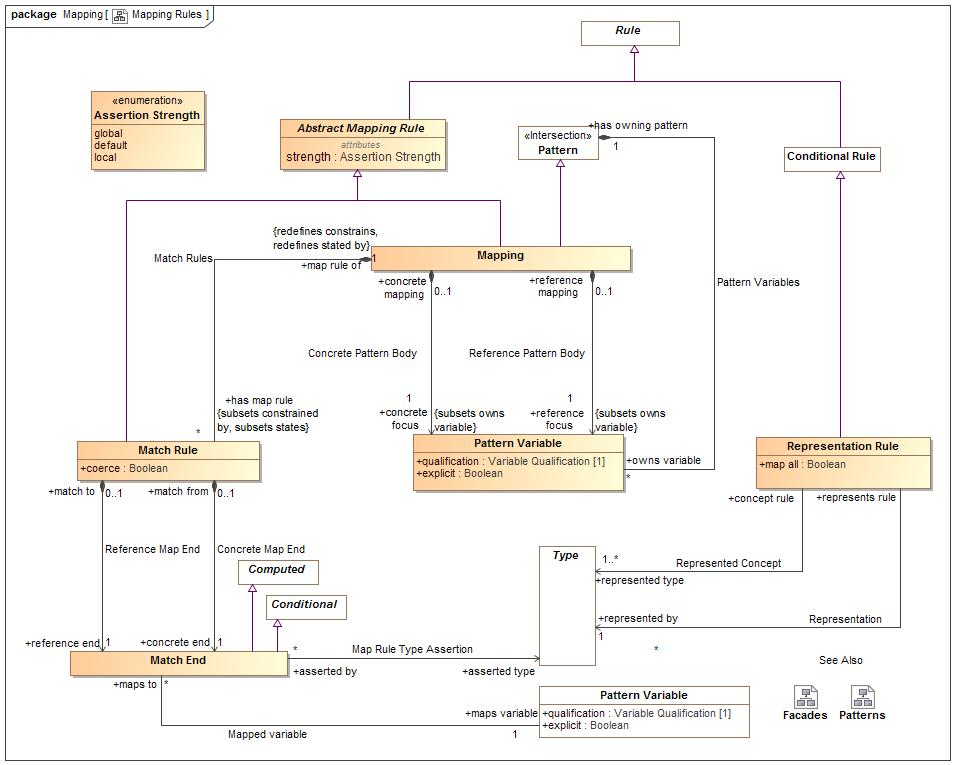 package Mapping [ Mapping Rules ]
Rule
«enumeration»
Assertion Strength
global
default
local
Abstract Mapping Rule
attributes
strength : Assertion Strength
«Intersection»
Pattern
+has owning pattern
1
Conditional Rule
{redefines constrains,
redefines stated by}
Match Rules
+map rule of
1
Mapping
+concrete
mapping
0..1
+reference
mapping
0..1
Pattern Variables
Concrete Pattern Body
Reference Pattern Body
+has map rule
{subsets constrained
by, subsets states}
*
1
+concrete
focus
{subsets owns
variable}
1
+reference
focus
{subsets owns
variable}
Match Rule
+coerce : Boolean
Pattern Variable
+qualification : Variable Qualification [1]
+explicit : Boolean
+owns variable
*
Representation Rule
+map all : Boolean
+match to
0..1
+match from
0..1
+concept rule
+represents rule
Reference Map End
Concrete Map End
Computed
Conditional
Type
1..*
Represented Concept
+represented type
+represented by
1
Representation
*
+reference end
1
+concrete end
1
Match End
*
Map Rule Type Assertion
+asserted by
+asserted type
See Also
Facades
Patterns
+maps to
*
Pattern Variable
+qualification : Variable Qualification [1]
+explicit : Boolean
+maps variable
Mapped variable
1